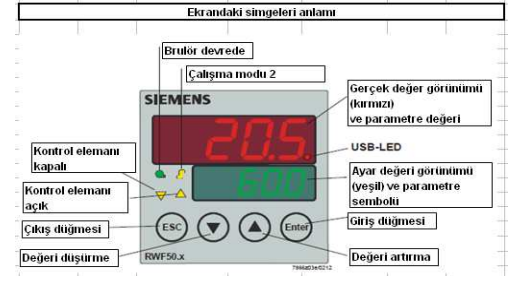 Ekrandaki simgeleri anlamı
Brulör devrede
Çalışma modu 2
SIEMENS
Gerçek değer görünümü
(kırmızı)
ve parametre değeri
20.5.
USB-LED
Kontrol elemanı
kapalı
600
Ayar değeri görünümü
(yeşil) ve parametre
sembolü
Kontrol elemanı
açık
Giriş düğmesi
Çıkış düğmesi
ESC
Enter
Değeri düşürme
RWF50.x
Değeri artırma
7866z03e/0212